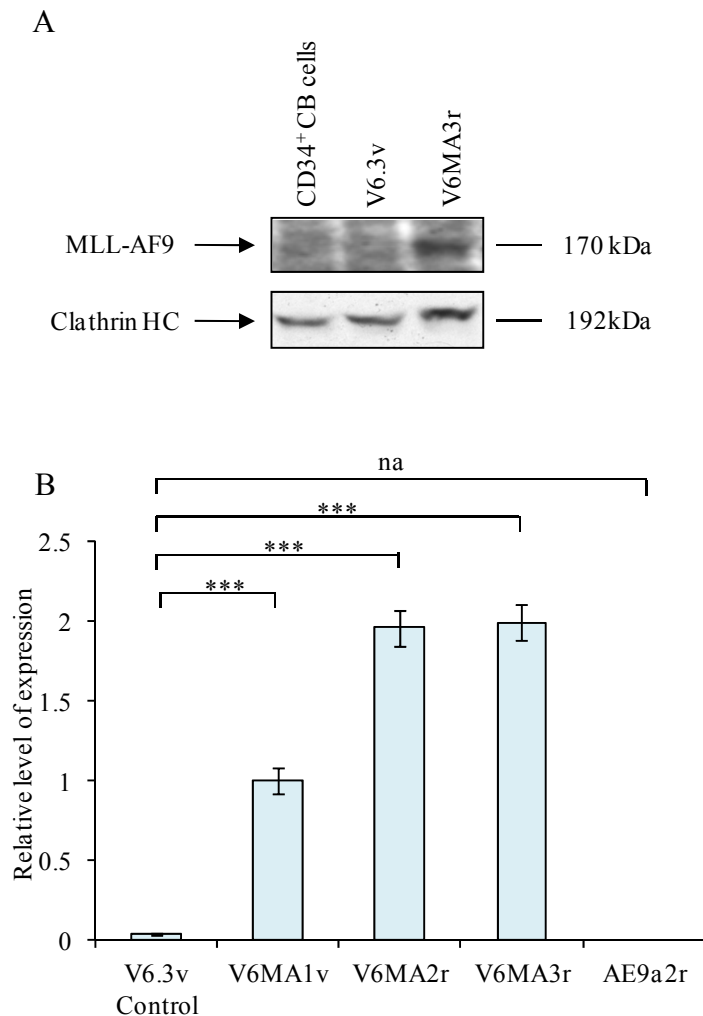 A
CD34+ CB cells
V6.3v
V6MA3r
MLL-AF9
170 kDa
Clathrin HC
192kDa
B
na
***
***
***
Relative level of expression
2.5
2
1.5
1
0.5
0
V6.3v Control
V6MA1v
V6MA2r
V6MA3r
AE9a2r